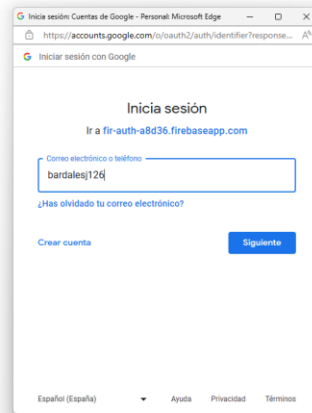 Inicia sesión: Cuentas de Google - Personal: Microsoft Edge
https://accounts.google.com/o/oauth2/auth/identifier?response...
Iniciar sesión con Google
Inicia sesión
Ir a fir-auth-a8d36.firebaseapp.com
Correo electrónico o teléfono
bardalesj126
¿Has olvidado tu correo electrónico?
Crear cuenta
Siguiente
Español (España) Ayuda Privacidad Términos